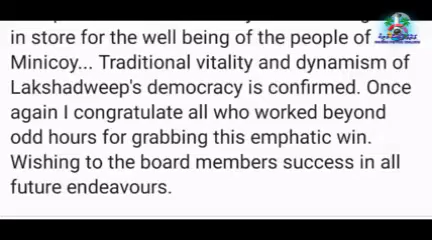 in store for the well being of the people of
Minicoy... Traditional vitality and dynamism of
Lakshadweep's democracy is confirmed. Once
again I congratulate all who worked beyond
odd hours for grabbing this emphatic win.
Wishing to the board members success in all
future endeavours.